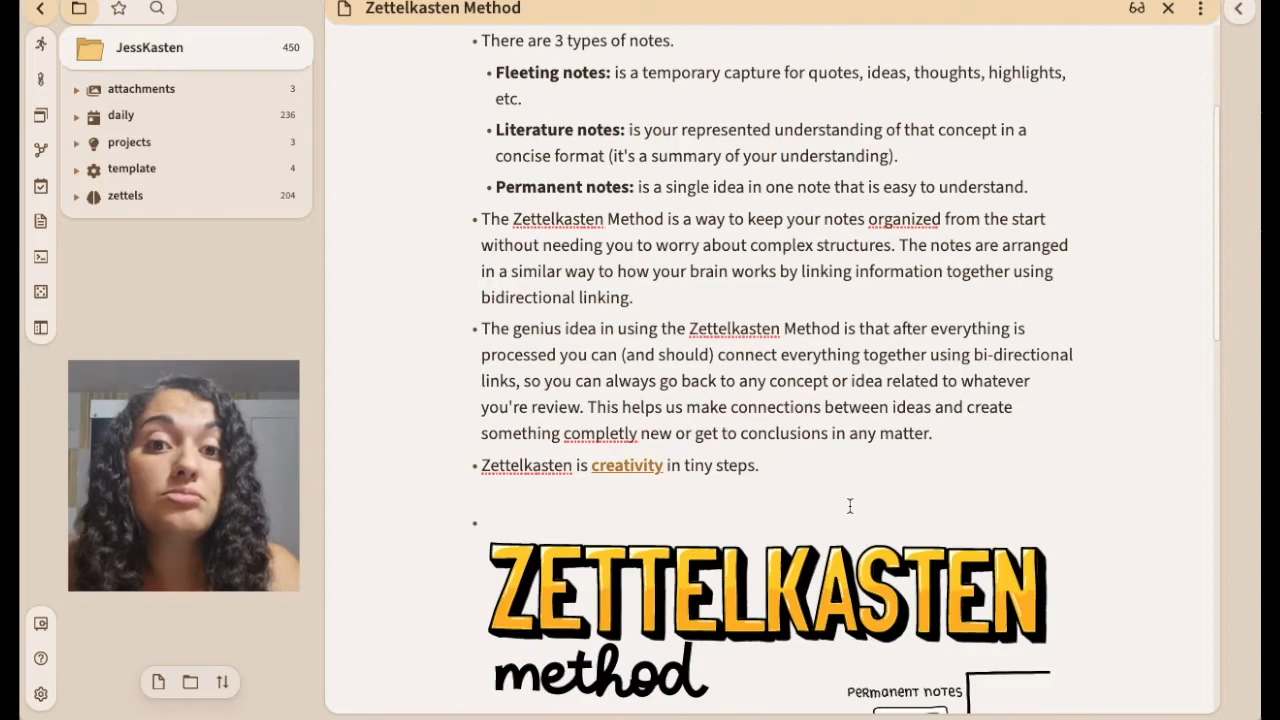 Zettelkasten Method
JessKasten 450
attachments 3
daily 236
projects 3
template 4
zettels 204
There are 3 types of notes.
Fleeting notes: is a temporary capture for quotes, ideas, thoughts, highlights,
etc.
Literature notes: is your represented understanding of that concept in a
concise format (it's a summary of your understanding).
Permanent notes: is a single idea in one note that is easy to understand.
The Zettelkasten Method is a way to keep your notes organized from the start
without needing you to worry about complex structures. The notes are arranged
in a similar way to how your brain works by linking information together using
bidirectional linking.
The genius idea in using the Zettelkasten Method is that after everything is
processed you can (and should) connect everything together using bi-directional
links, so you can always go back to any concept or idea related to whatever
you're review. This helps us make connections between ideas and create
something completly new or get to conclusions in any matter.
Zettelkasten is creativity in tiny steps.
ZETTELKASTEN
method
PERMANENT NOTES